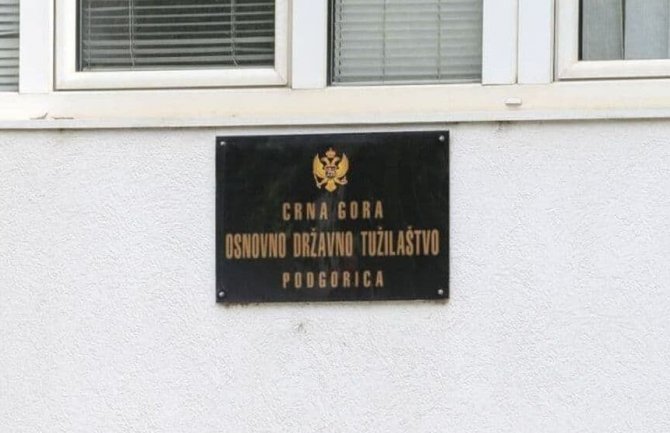 CRNA GORA
OSNOVNO DRŽAVNO TUŽILAŠTVO
PODGORICA